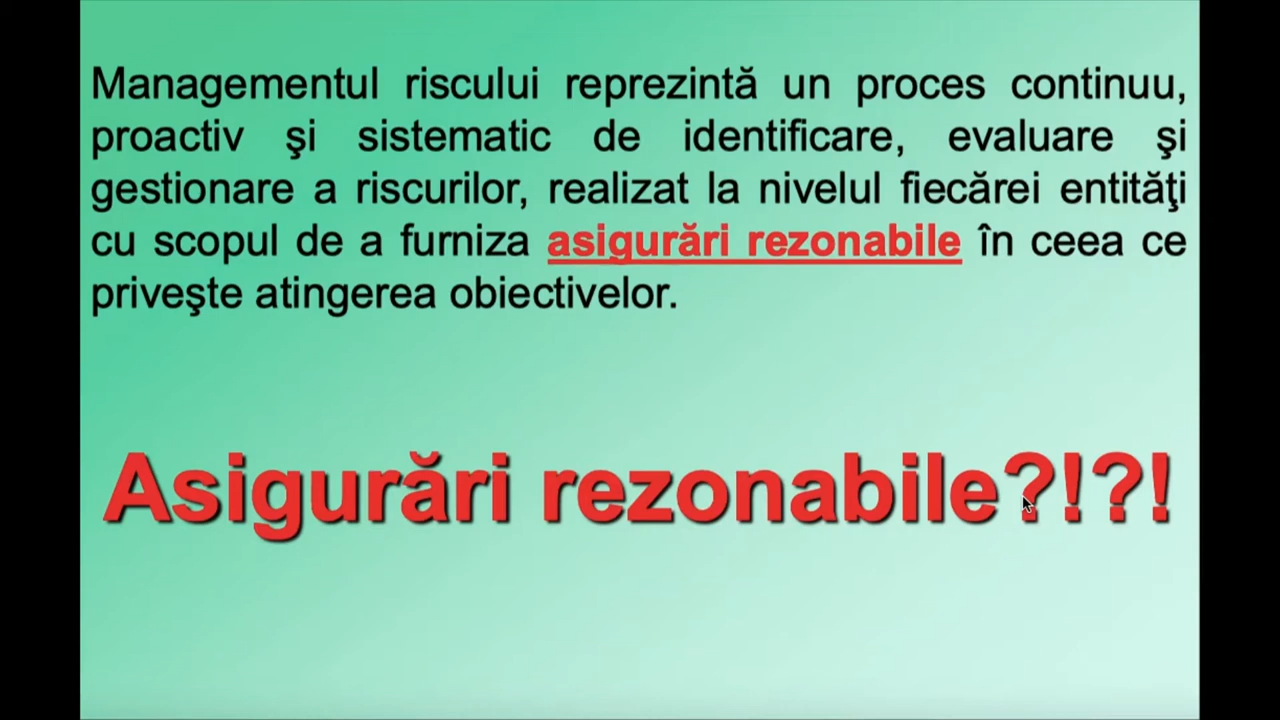 Managementul riscului reprezintă un proces continuu,
proactiv şi sistematic de identificare, evaluare şi
gestionare a riscurilor, realizat la nivelul fiecărei entităţi
cu scopul de a furniza asigurări rezonabile în ceea ce
priveşte atingerea obiectivelor.
Asigurări rezonabile?!?!